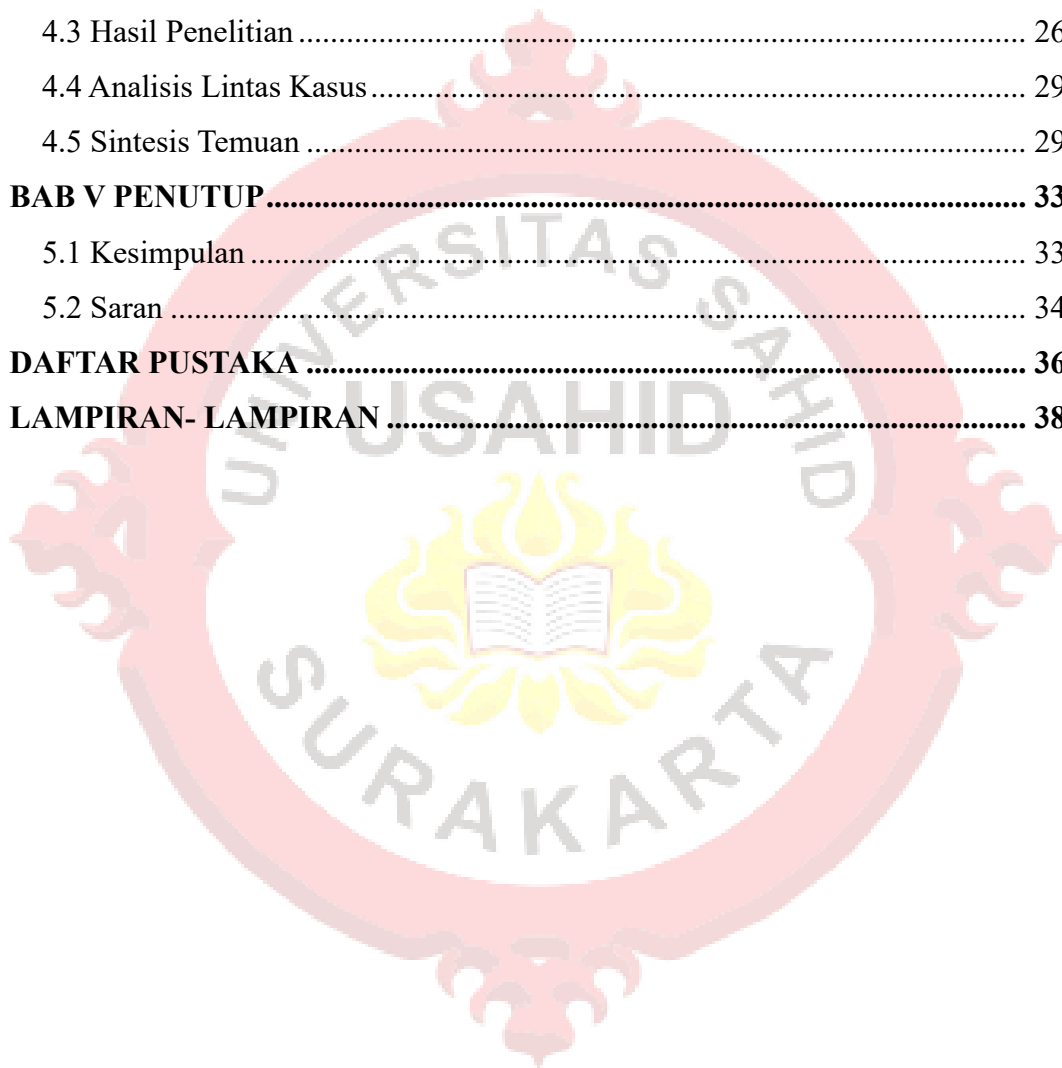 4.3 Hasil Penelitian ........................................................................................... 26
4.4 Analisis Lintas Kasus ................................................................................. 29
4.5 Sintesis Temuan .......................................................................................... 29
BAB V PENUTUP ................................................................................................ 33
5.1 Kesimpulan ................................................................................................. 33
5.2 Saran ........................................................................................................... 34
DAFTAR PUSTAKA ........................................................................................... 36
LAMPIRAN- LAMPIRAN ................................................................................. 38
UNIVERSITAS SAHID
USAHID
SURAKARTA